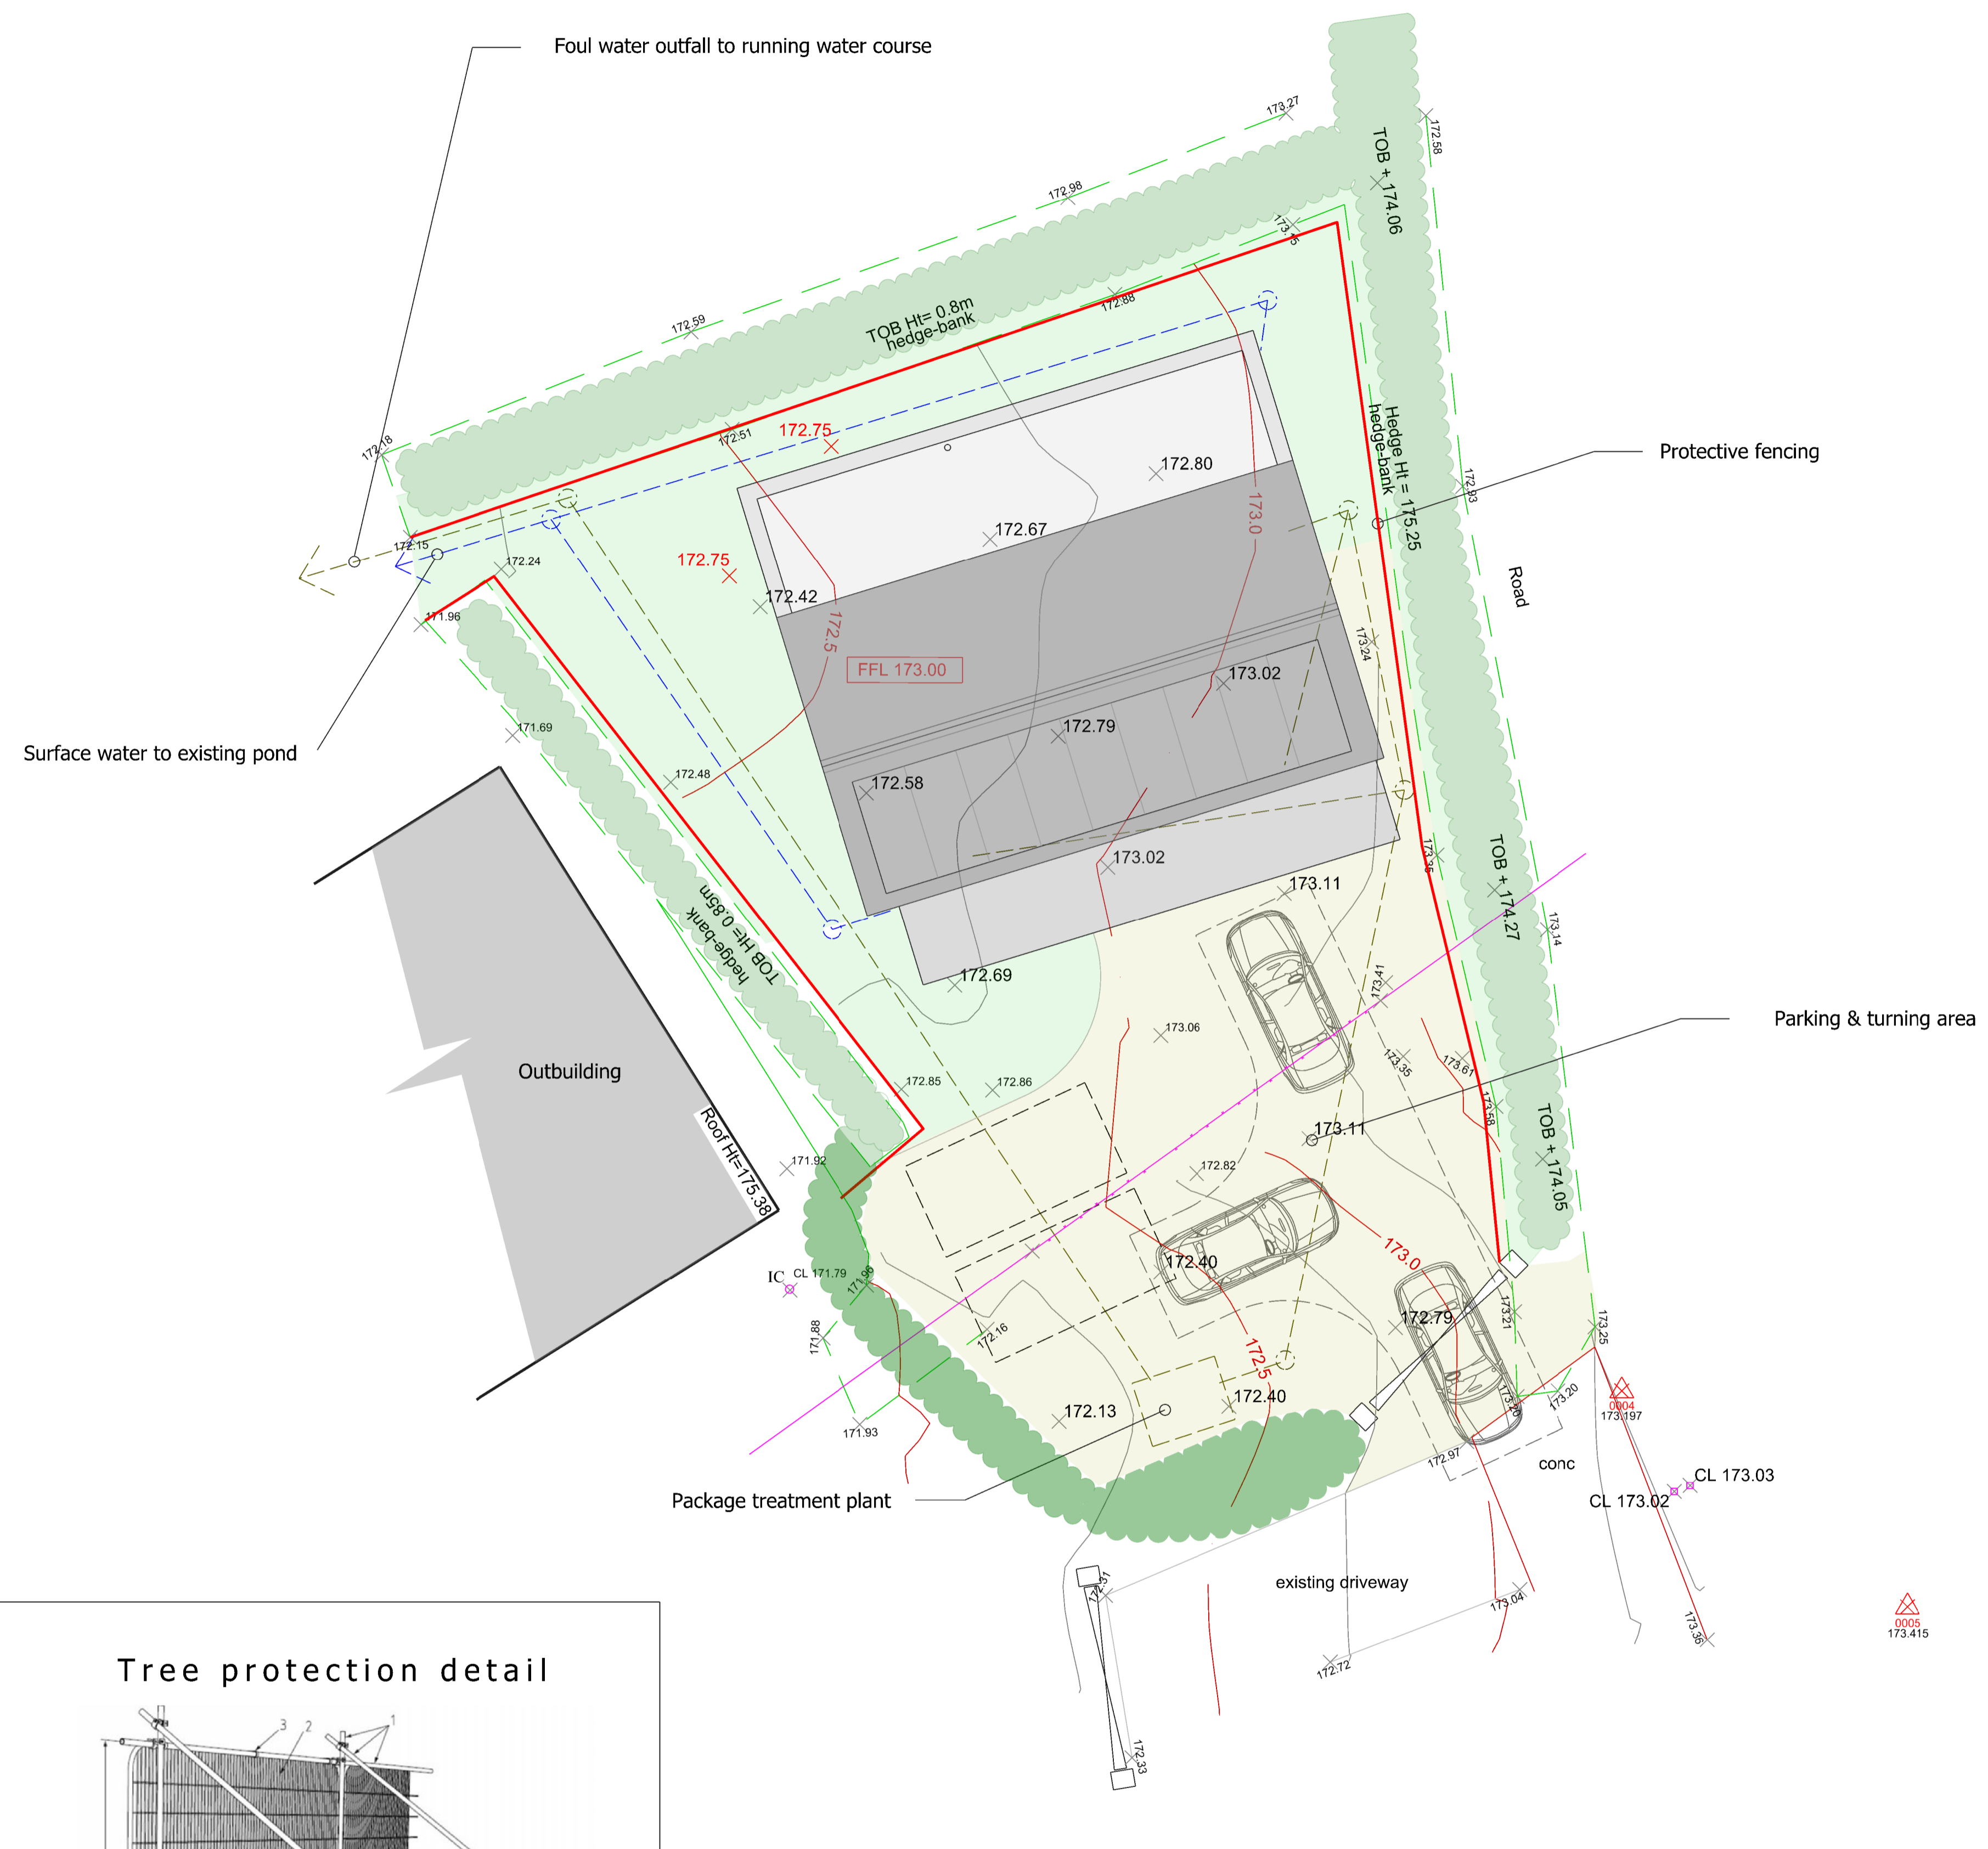 Foul water outfall to running water course
173.27
172.58
TOB + 174.06
172.98
173.15
172.88
TOB Ht= 0.8m
hedge-bank
172.59
172.18
172.51
172.75
172.80
173.0
Hedge Ht = 175.25
hedge-bank
Protective fencing
172.93
172.15
172.24
172.67
172.75
172.42
171.96
172.5
FFL 173.00
Road
173.24
173.02
171.69
172.79
Surface water to existing pond
172.48
172.58
173.02
173.35
TOB + 174.27
173.14
173.11
TOB Ht= 0.85m
hedge-bank
172.69
173.41
Parking & turning area
173.06
173.35
173.61
Outbuilding
172.85
172.86
173.58
TOB + 174.05
Roof Ht=175.38
171.92
173.11
172.82
IC
CL 171.79
171.96
172.40
173.0
171.88
172.16
172.79
173.21
173.25
172.5
172.13
172.40
171.93
173.20
173.20
0004
173.197
172.97
conc
CL 173.03
CL 173.02
Package treatment plant
existing driveway
172.31
173.04
172.72
173.36
0005
173.415
172.33
Tree protection detail
3
2
1